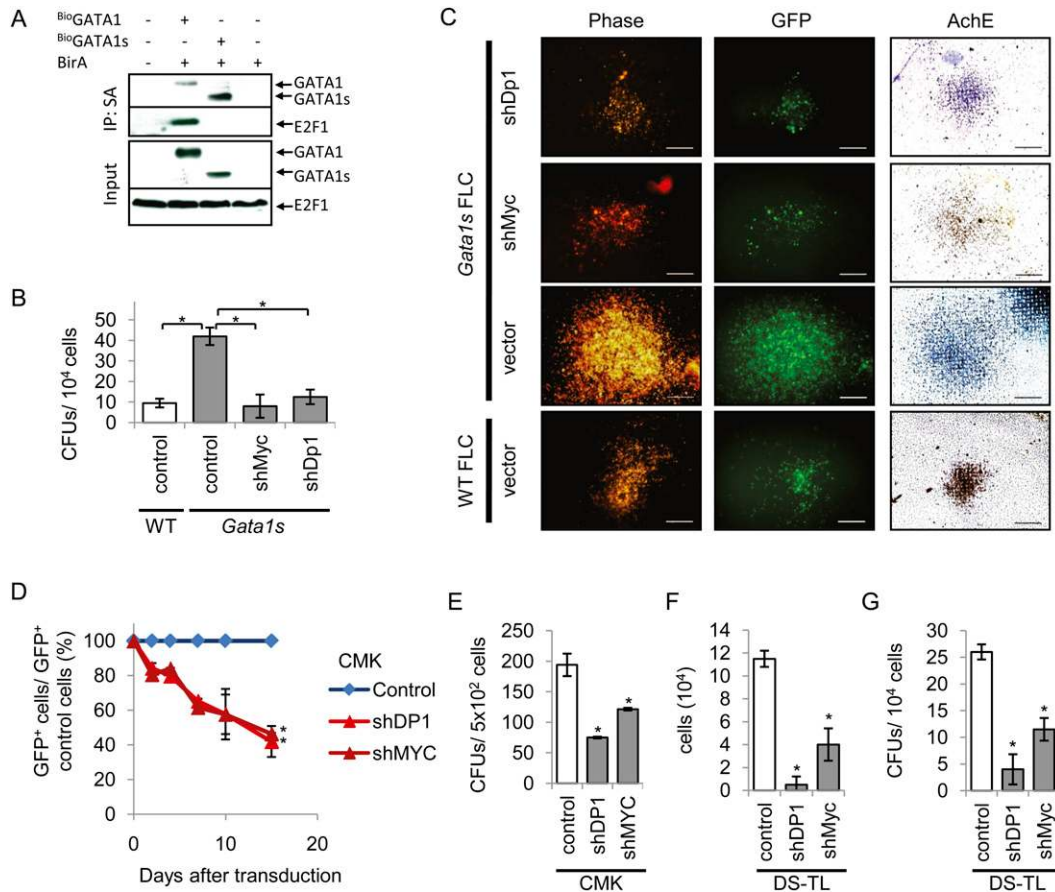 A
BioGATA1 - + - -
BioGATA1s - - + -
BirA - + + +
IP: SA
GATA1
GATA1s
E2F1
Input
GATA1
GATA1s
E2F1
B
CFUs/ 10⁴ cells
50
40
30
20
10
0
*
*
*
control
control
shMyc
shDp1
WT
Gata1s
C
Phase GFP AchE
Gata1s FLC
shDp1
shMyc
vector
WT FLC
vector
D
GFP⁺ cells/ GFP⁺
control cells (%)
100
80
60
40
20
0
0 10 20
Days after transduction
*
*
CMK
Control
shDP1
shMYC
E
CFUs/ 5x10² cells
250
200
150
100
50
0
*
*
control
shDP1
shMYC
CMK
F
cells (10⁴)
14
12
10
8
6
4
2
0
*
*
control
shDP1
shMyc
DS-TL
G
CFUs/ 10⁴ cells
30
25
20
15
10
5
0
*
*
control
shDP1
shMyc
DS-TL